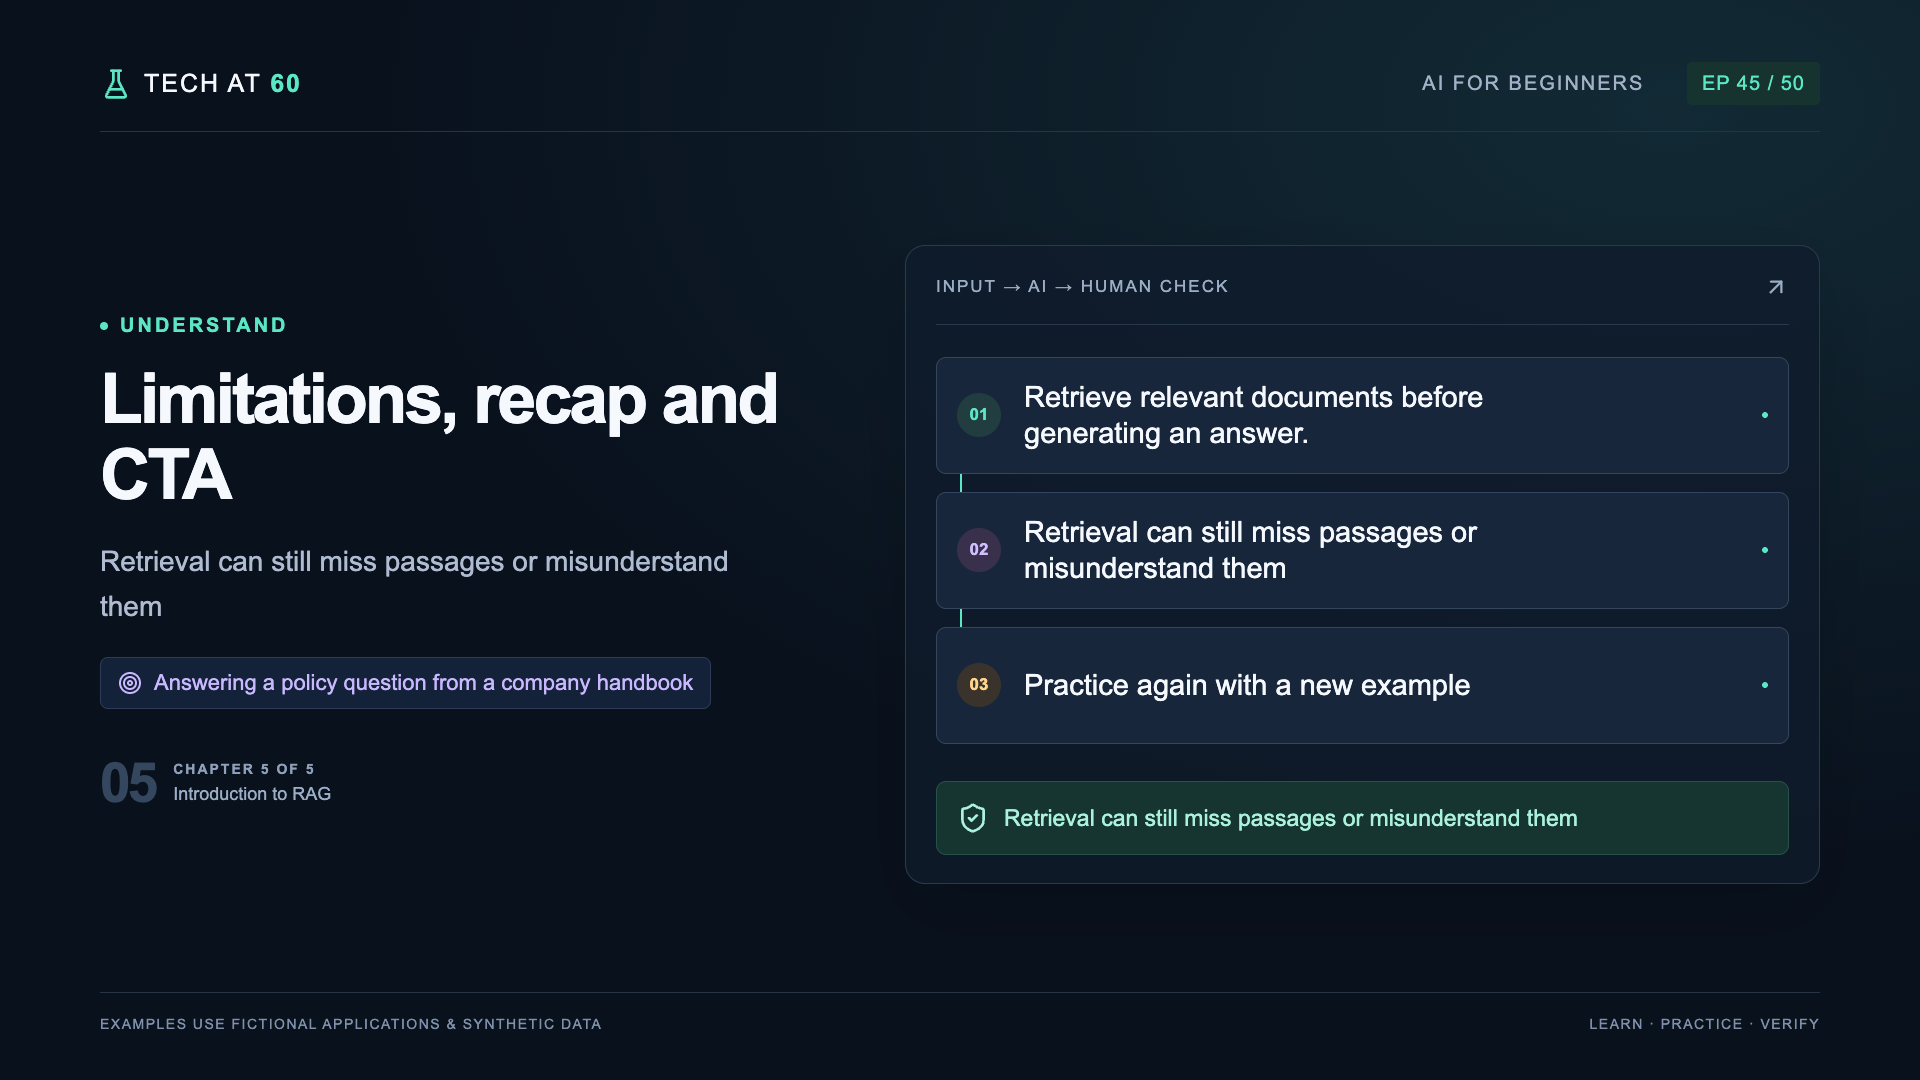 TECH AT 60
AI FOR BEGINNERS
EP 45 / 50
UNDERSTAND
Limitations, recap and
CTA
Retrieval can still miss passages or misunderstand
them
Answering a policy question from a company handbook
05
CHAPTER 5 OF 5
Introduction to RAG
INPUT → AI → HUMAN CHECK
01
Retrieve relevant documents before
generating an answer.
02
Retrieval can still miss passages or
misunderstand them
03
Practice again with a new example
Retrieval can still miss passages or misunderstand them
EXAMPLES USE FICTIONAL APPLICATIONS & SYNTHETIC DATA
LEARN · PRACTICE · VERIFY